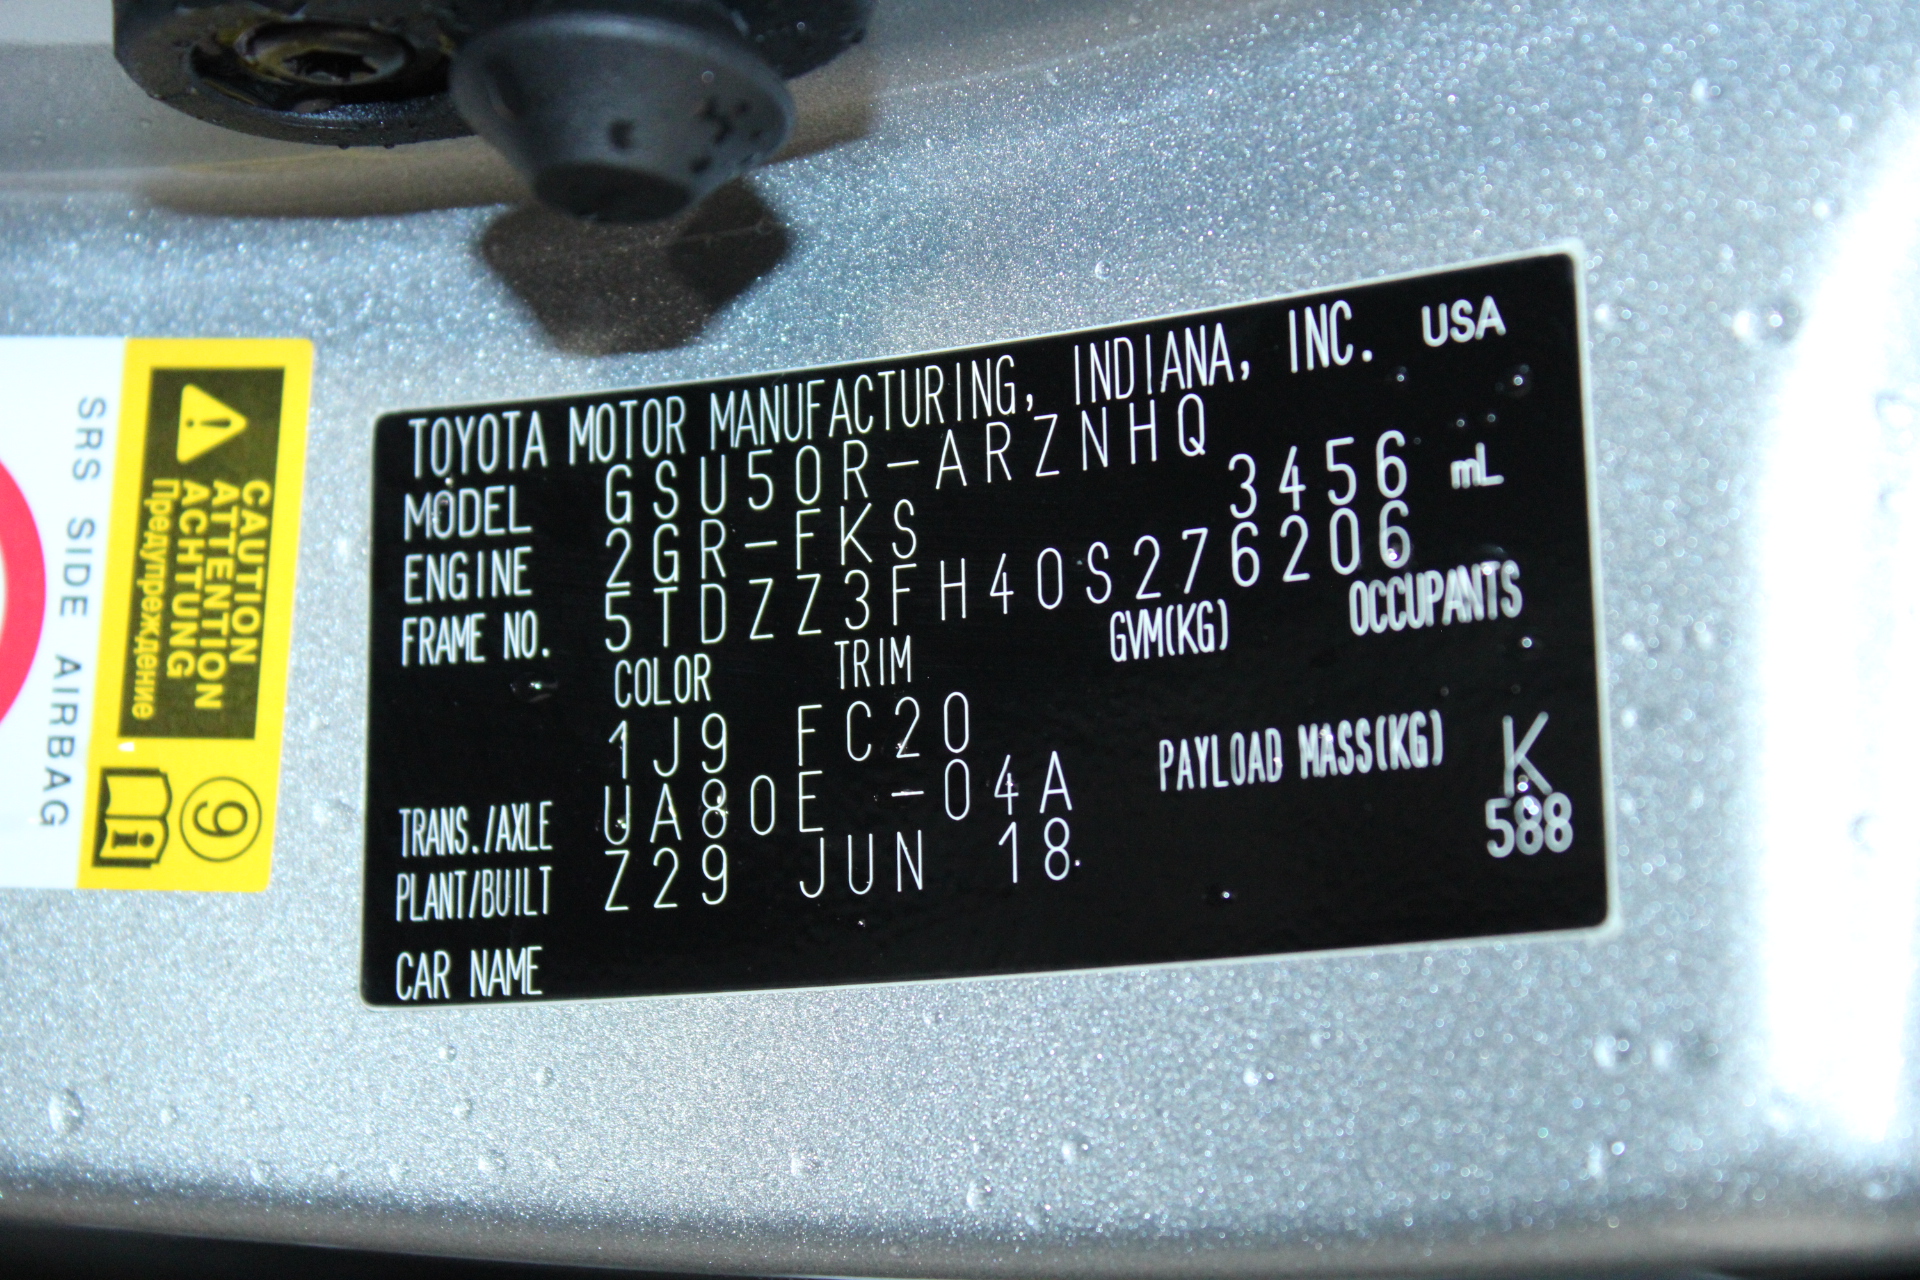 TOYOTA MOTOR MANUFACTURING, INDIANA, INC. USA
MODEL GSU50R-ARZNHQ
ENGINE 2GR-FKS 3456 mL
FRAME NO. 5TDZZ3FH40S276206
COLOR TRIM GVM(KG) OCCUPANTS
1J9 FC20
TRANS./AXLE UA80E -04A PAYLOAD MASS(KG) K
PLANT/BUILT Z29 JUN 18 588
CAR NAME
CAUTION
ATTENTION
ACHTUNG
Предупреждение
9
i
SRS SIDE AIRBAG